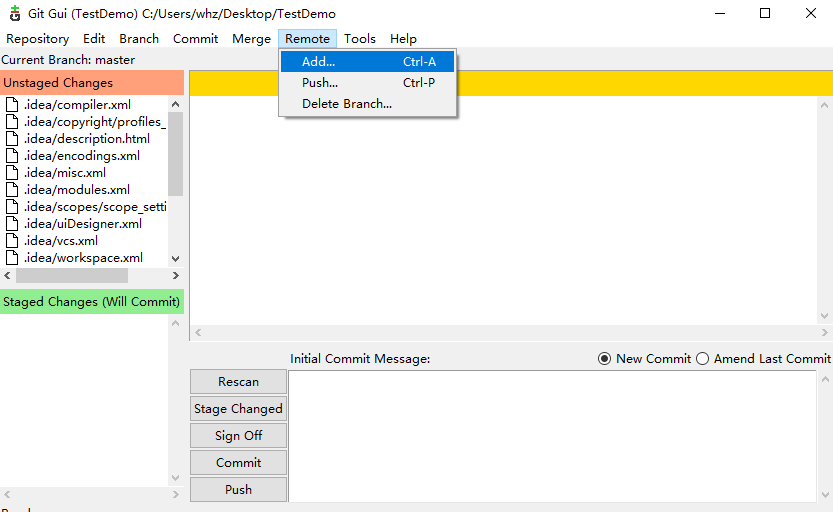 Git Gui (TestDemo) C:/Users/whz/Desktop/TestDemo
Repository Edit Branch Commit Merge Remote Tools Help
Current Branch: master
Add... Ctrl-A
Push... Ctrl-P
Delete Branch...
Unstaged Changes
.idea/compiler.xml
.idea/copyright/profiles_
.idea/description.html
.idea/encodings.xml
.idea/misc.xml
.idea/modules.xml
.idea/scopes/scope_setti
.idea/uiDesigner.xml
.idea/vcs.xml
.idea/workspace.xml
Staged Changes (Will Commit)
Initial Commit Message:
New Commit
Amend Last Commit
Rescan
Stage Changed
Sign Off
Commit
Push